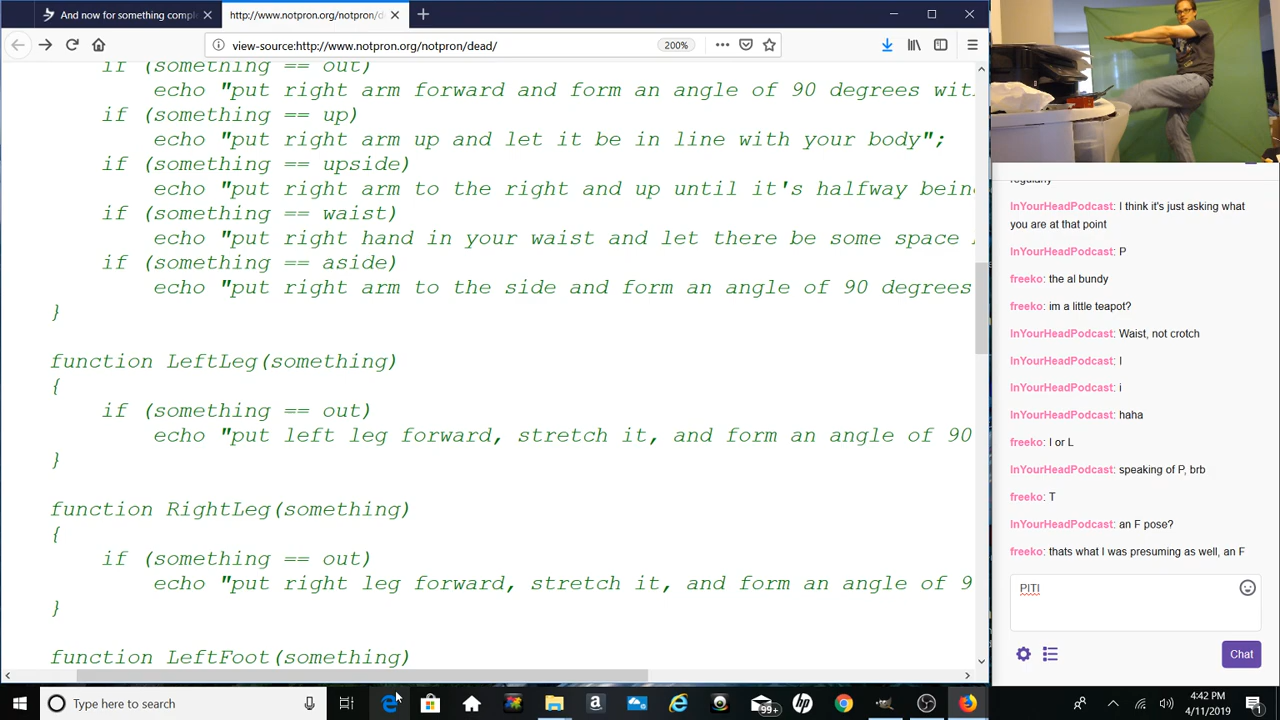 And now for something compl
http://www.notpron.org/notpron/d
view-source:http://www.notpron.org/notpron/dead/
200%
if (something == out)
echo "put right arm forward and form an angle of 90 degrees wit
if (something == up)
echo "put right arm up and let it be in line with your body";
if (something == upside)
echo "put right arm to the right and up until it's halfway bein
if (something == waist)
echo "put right hand in your waist and let there be some space
if (something == aside)
echo "put right arm to the side and form an angle of 90 degrees
}
function LeftLeg(something)
{
if (something == out)
echo "put left leg forward, stretch it, and form an angle of 90
}
function RightLeg(something)
{
if (something == out)
echo "put right leg forward, stretch it, and form an angle of 9
}
function LeftFoot(something)
regularly
InYourHeadPodcast: I think it's just asking what
you are at that point
InYourHeadPodcast: P
freeko: the al bundy
freeko: im a little teapot?
InYourHeadPodcast: Waist, not crotch
InYourHeadPodcast: I
InYourHeadPodcast: i
InYourHeadPodcast: haha
freeko: I or L
InYourHeadPodcast: speaking of P, brb
freeko: T
InYourHeadPodcast: an F pose?
freeko: thats what I was presuming as well, an F
PITI
Chat
Type here to search
99+
4:42 PM
4/11/2019
1